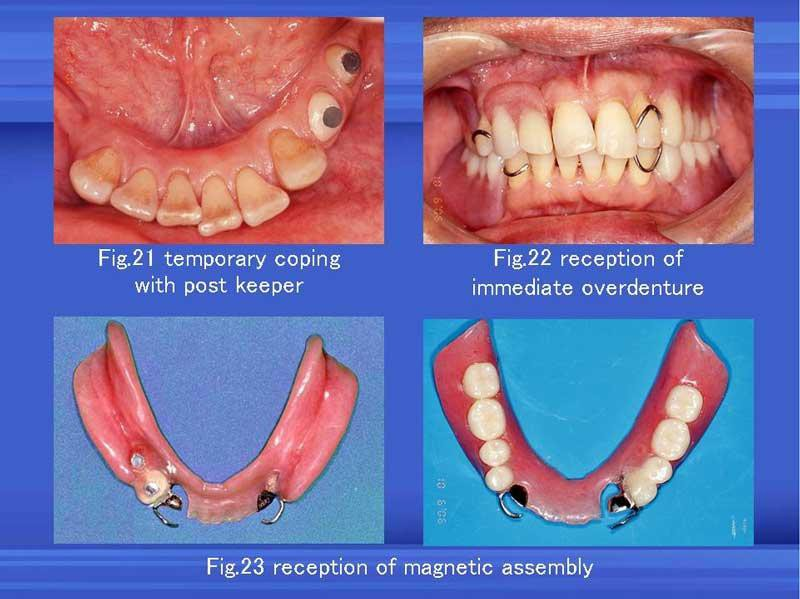 Fig.21 temporary coping
with post keeper
Fig.22 reception of
immediate overdenture
Fig.23 reception of magnetic assembly